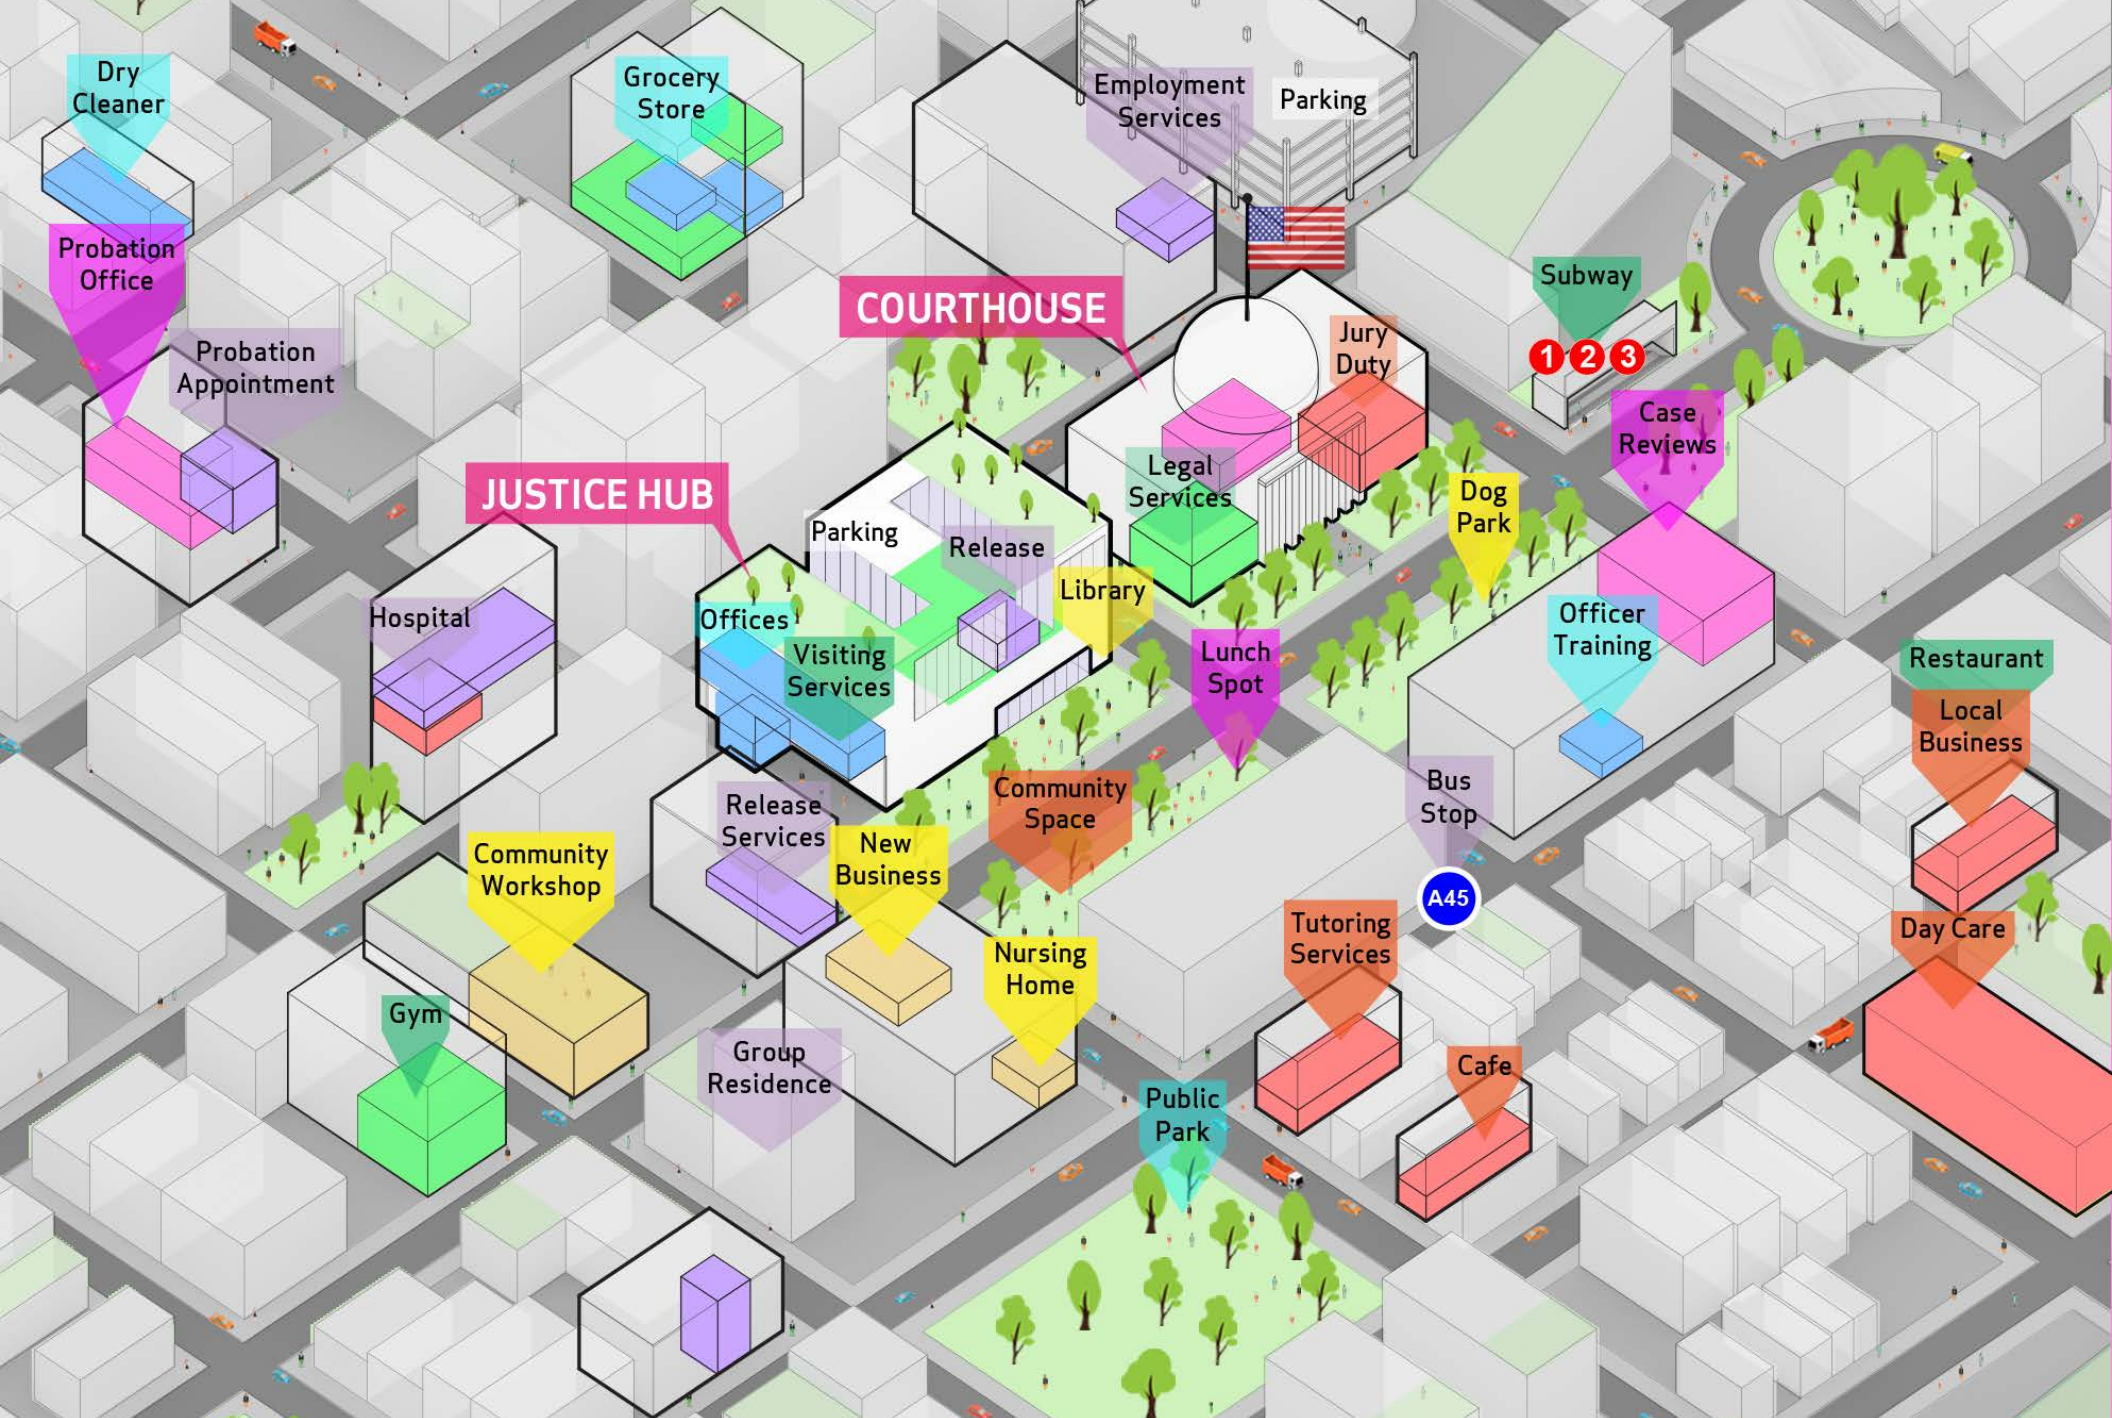 Dry
Cleaner
Grocery
Store
Employment
Services
Parking
Probation
Office
Subway
1 2 3
COURTHOUSE
Jury
Duty
Probation
Appointment
Case
Reviews
Legal
Services
JUSTICE HUB
Dog
Park
Parking
Release
Library
Hospital
Offices
Visiting
Services
Officer
Training
Lunch
Spot
Restaurant
Local
Business
Bus
Stop
A45
Community
Space
Release
Services
New
Business
Community
Workshop
Tutoring
Services
Day Care
Nursing
Home
Gym
Group
Residence
Cafe
Public
Park